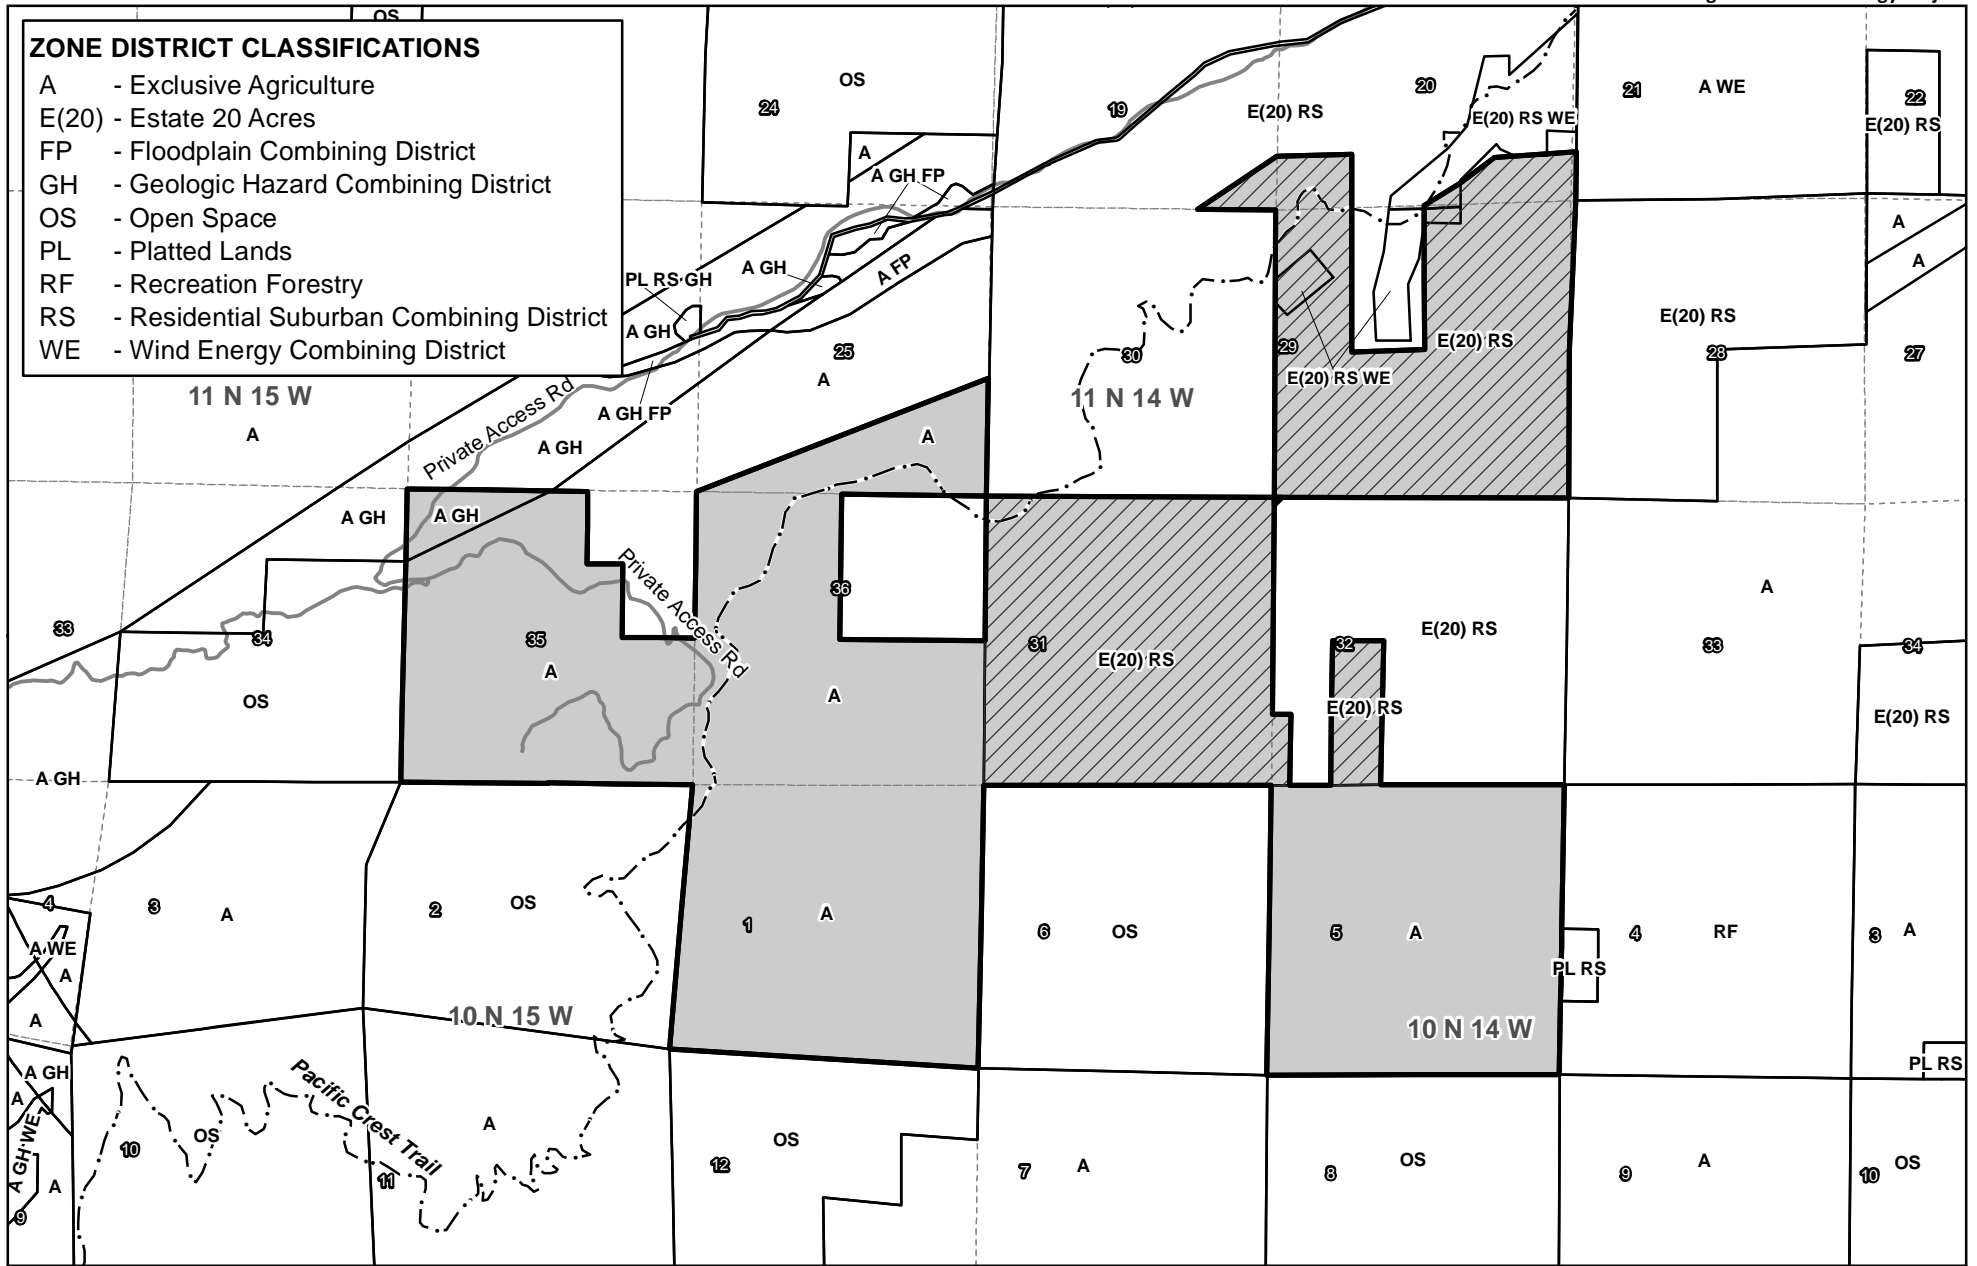 OS
ZONE DISTRICT CLASSIFICATIONS
A - Exclusive Agriculture
E(20) - Estate 20 Acres
FP - Floodplain Combining District
GH - Geologic Hazard Combining District
OS - Open Space
PL - Platted Lands
RF - Recreation Forestry
RS - Residential Suburban Combining District
WE - Wind Energy Combining District
OS
24
19
E(20) RS
20
E(20) RS WE
21
A WE
22
E(20) RS
A
A GH FP
A
A
PL RS GH
A GH
A FP
A GH
25
A
30
29
E(20) RS WE
E(20) RS
E(20) RS
28
27
11 N 15 W
A
Private Access Rd
A GH FP
A GH
A
11 N 14 W
A GH
A GH
Private Access Rd
36
33
34
35
A
OS
A
31
E(20) RS
32
E(20) RS
E(20) RS
A
33
34
E(20) RS
A GH
4
3
A
2
OS
1
A
6
OS
5
A
4
RF
3
A
PL RS
A WE
A
A
10 N 15 W
10 N 14 W
PL RS
A GH
A
A GH WE
A
9
10
OS
Pacific Crest Trail
11
A
12
OS
7
A
8
OS
9
A
10
OS